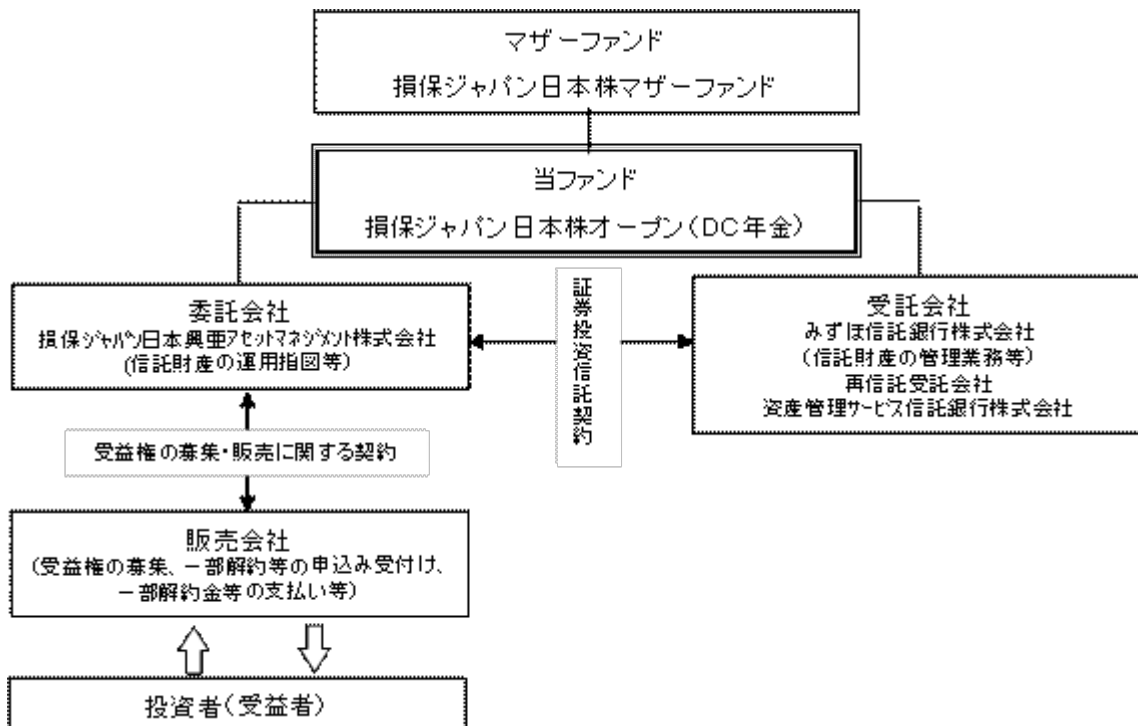 マザーファンド
損保ジャパン日本株マザーファンド
当ファンド
損保ジャパン日本株オープン（DC年金）
委託会社
損保ジャパン日本興亜アセットマネジメント株式会社
(信託財産の運用指図等)
証券投資信託契約
受託会社
みずほ信託銀行株式会社
(信託財産の管理業務等)
再信託受託会社
資産管理サービス信託銀行株式会社
受益権の募集・販売に関する契約
販売会社
(受益権の募集、一部解約等の申込み受付け、
一部解約金等の支払い等)
投資者（受益者）